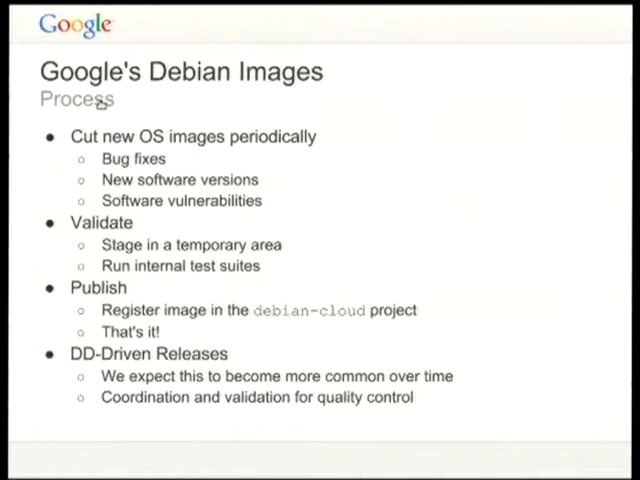 Google
Google's Debian Images
Process
Cut new OS images periodically
Bug fixes
New software versions
Software vulnerabilities
Validate
Stage in a temporary area
Run internal test suites
Publish
Register image in the debian-cloud project
That's it!
DD-Driven Releases
We expect this to become more common over time
Coordination and validation for quality control